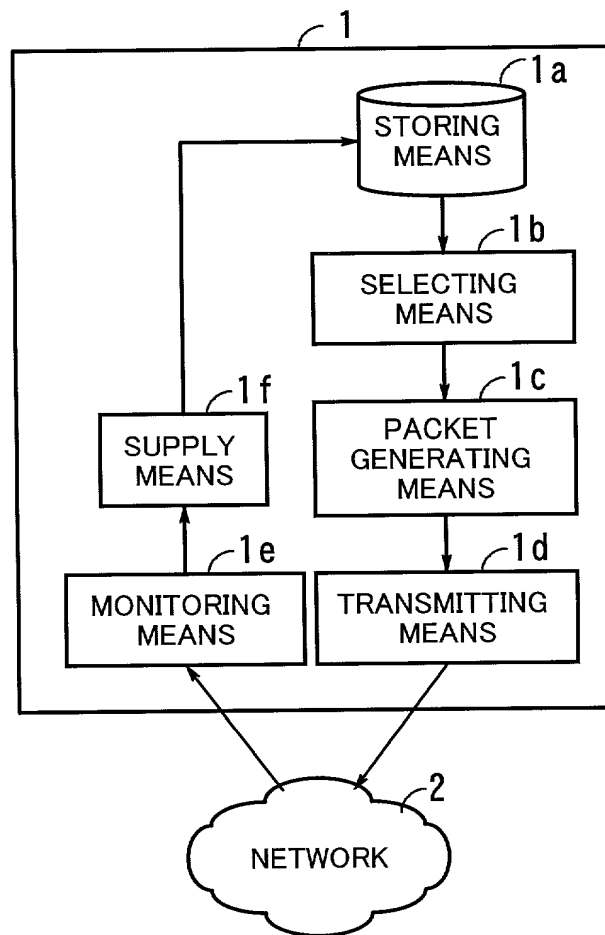 1
1a
STORING
MEANS
1b
SELECTING
MEANS
1c
PACKET
GENERATING
MEANS
1f
SUPPLY
MEANS
1e
MONITORING
MEANS
1d
TRANSMITTING
MEANS
2
NETWORK